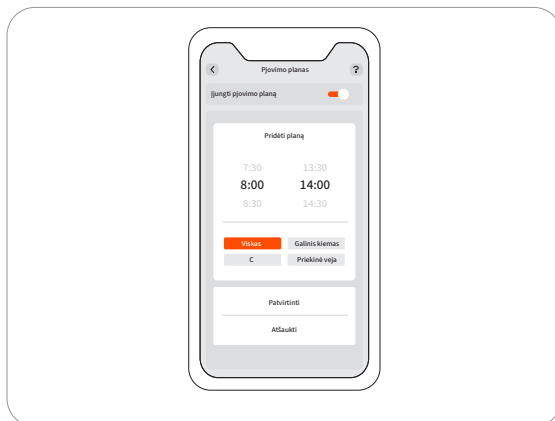 Pjovimo planas ?
Įjungti pjovimo planą
Pridėti planą
7:30 13:30
8:00 14:00
8:30 14:30
Viskas Galinis kiemas
C Priekinė veja
Patvirtinti
Atšaukti